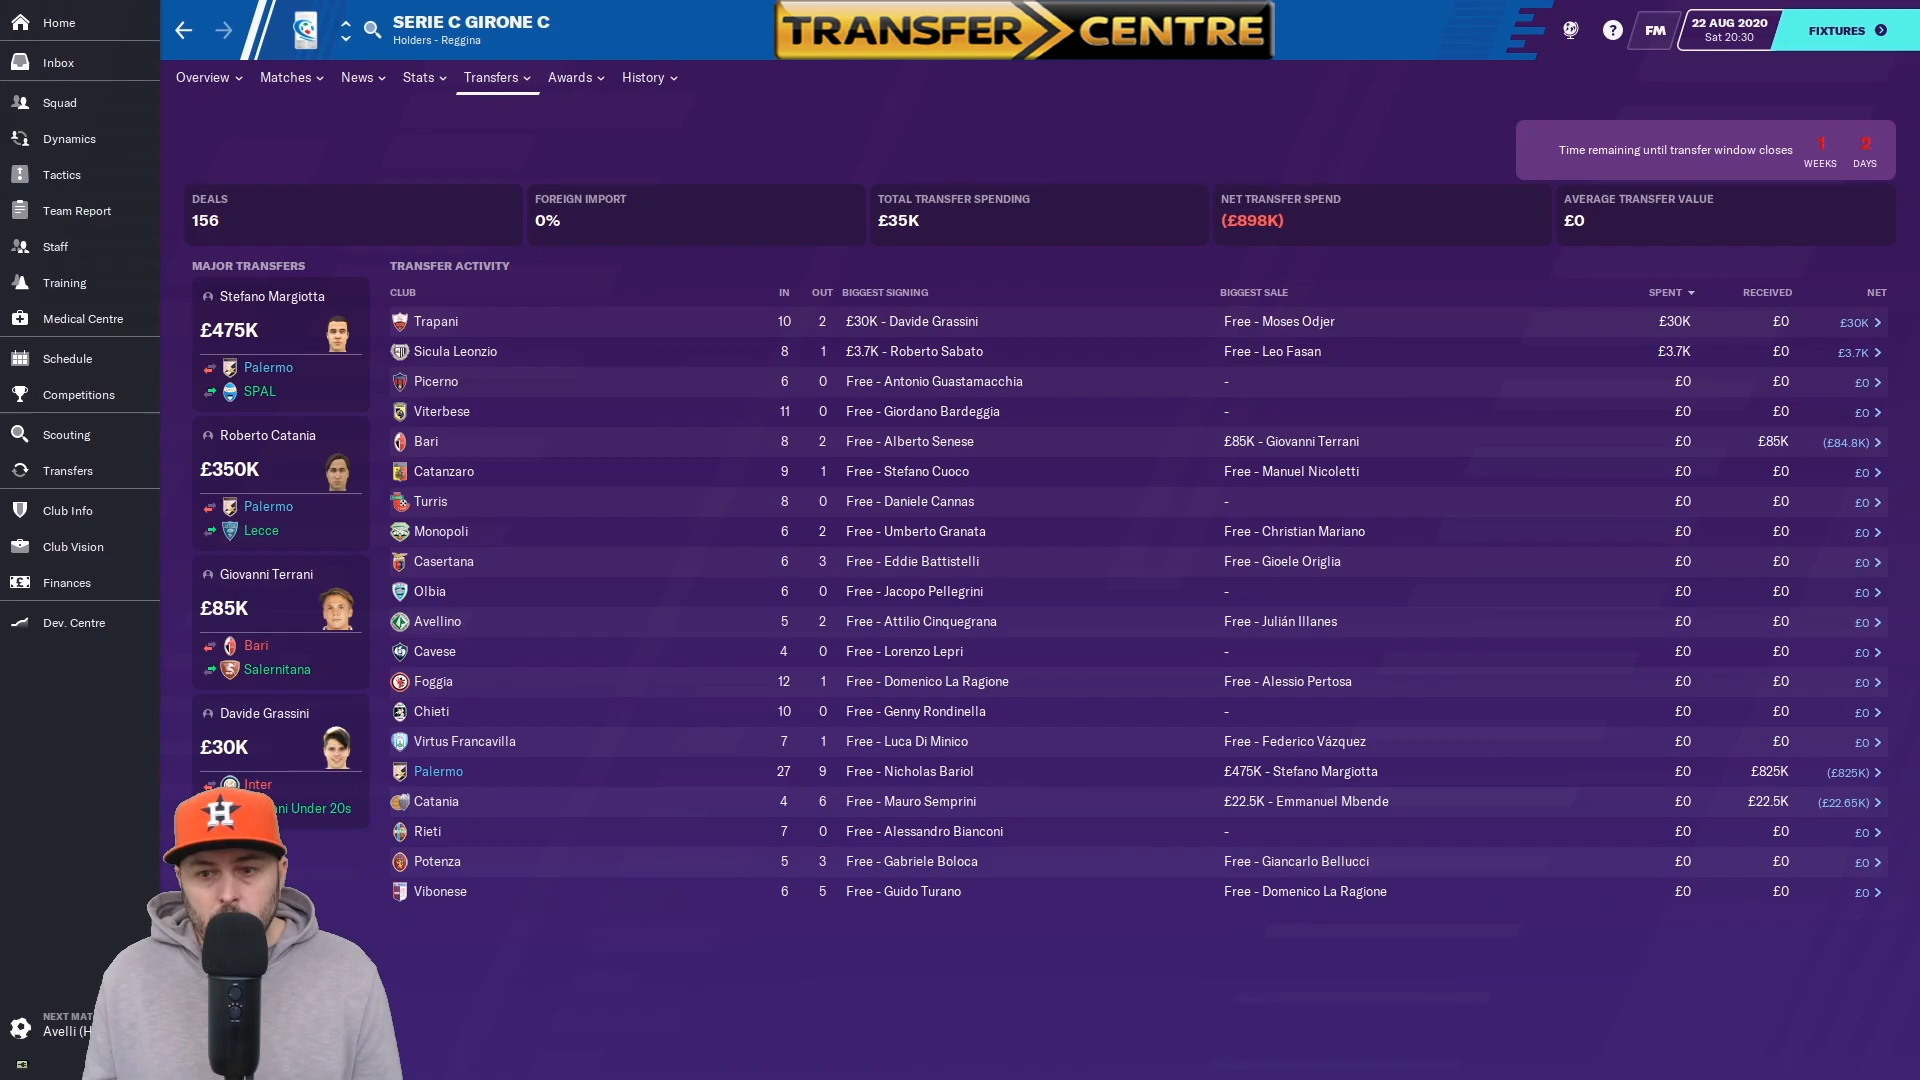 Home
Inbox
Squad
Dynamics
Tactics
Team Report
Staff
Training
Medical Centre
Schedule
Competitions
Scouting
Transfers
Club Info
Club Vision
Finances
Dev. Centre
NEXT MAT
Avelli (H
SERIE C GIRONE C
Holders - Reggina
TRANSFER CENTRE
FM
22 AUG 2020
Sat 20:30
FIXTURES
Overview Matches News Stats Transfers Awards History
Time remaining until transfer window closes 1 WEEKS 2 DAYS
DEALS
156
FOREIGN IMPORT
0%
TOTAL TRANSFER SPENDING
£35K
NET TRANSFER SPEND
(£898K)
AVERAGE TRANSFER VALUE
£0
MAJOR TRANSFERS
Stefano Margiotta
£475K
Palermo
SPAL
Roberto Catania
£350K
Palermo
Lecce
Giovanni Terrani
£85K
Bari
Salernitana
Davide Grassini
£30K
Inter
ni Under 20s
H
TRANSFER ACTIVITY
CLUB IN OUT BIGGEST SIGNING BIGGEST SALE SPENT RECEIVED NET
Trapani 10 2 £30K - Davide Grassini Free - Moses Odjer £30K £0 £30K
Sicula Leonzio 8 1 £3.7K - Roberto Sabato Free - Leo Fasan £3.7K £0 £3.7K
Picerno 6 0 Free - Antonio Guastamacchia - £0 £0 £0
Viterbese 11 0 Free - Giordano Bardeggia - £0 £0 £0
Bari 8 2 Free - Alberto Senese £85K - Giovanni Terrani £0 £85K (£84.8K)
Catanzaro 9 1 Free - Stefano Cuoco Free - Manuel Nicoletti £0 £0 £0
Turris 8 0 Free - Daniele Cannas - £0 £0 £0
Monopoli 6 2 Free - Umberto Granata Free - Christian Mariano £0 £0 £0
Casertana 6 3 Free - Eddie Battistelli Free - Gioele Origlia £0 £0 £0
Olbia 6 0 Free - Jacopo Pellegrini - £0 £0 £0
Avellino 5 2 Free - Attilio Cinquegrana Free - Julián Illanes £0 £0 £0
Cavese 4 0 Free - Lorenzo Lepri - £0 £0 £0
Foggia 12 1 Free - Domenico La Ragione Free - Alessio Pertosa £0 £0 £0
Chieti 10 0 Free - Genny Rondinella - £0 £0 £0
Virtus Francavilla 7 1 Free - Luca Di Minico Free - Federico Vázquez £0 £0 £0
Palermo 27 9 Free - Nicholas Bariol £475K - Stefano Margiotta £0 £825K (£825K)
Catania 4 6 Free - Mauro Semprini £22.5K - Emmanuel Mbende £0 £22.5K (£22.65K)
Rieti 7 0 Free - Alessandro Bianconi - £0 £0 £0
Potenza 5 3 Free - Gabriele Boloca Free - Giancarlo Bellucci £0 £0 £0
Vibonese 6 5 Free - Guido Turano Free - Domenico La Ragione £0 £0 £0